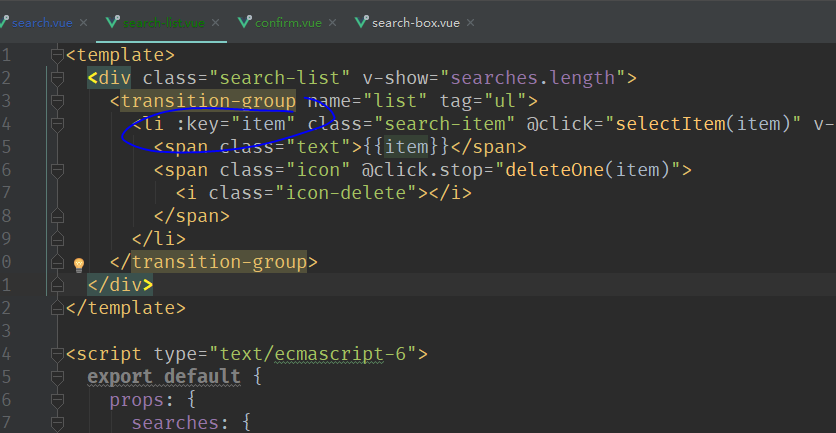 search.vue × search-list.vue × confirm.vue × search-box.vue ×
1 <template>
2 <div class="search-list" v-show="searches.length">
3 <transition-group name="list" tag="ul">
4 <li :key="item" class="search-item" @click="selectItem(item)" v-
5 <span class="text">{{item}}</span>
6 <span class="icon" @click.stop="deleteOne(item)">
7 <i class="icon-delete"></i>
8 </span>
9 </li>
0 </transition-group>
1 </div>
2 </template>
3
4 <script type="text/ecmascript-6">
5 export default {
6 props: {
7 searches: {